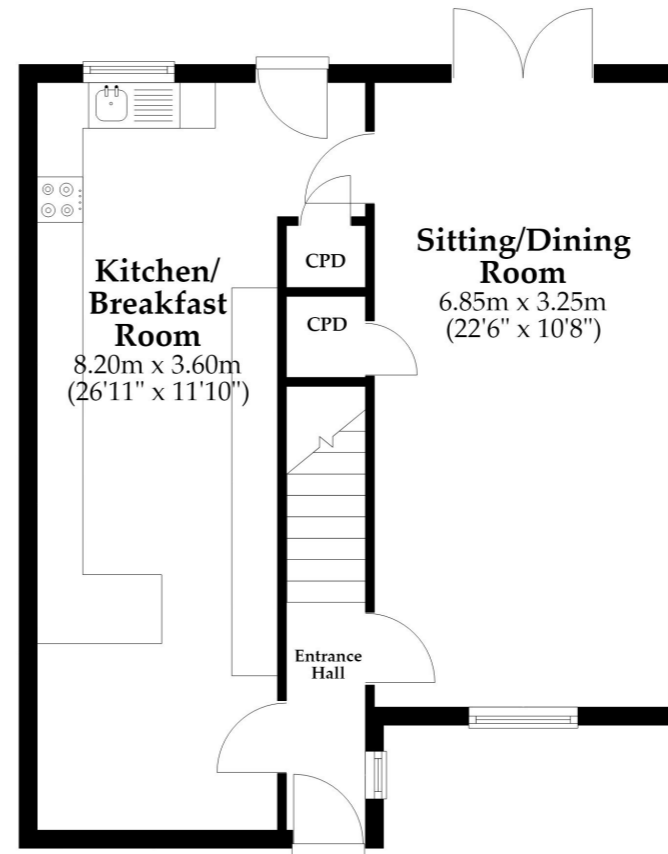 Kitchen/
Breakfast
Room
8.20m x 3.60m
(26'11" x 11'10")
CPD
CPD
Sitting/Dining
Room
6.85m x 3.25m
(22'6" x 10'8")
Entrance
Hall